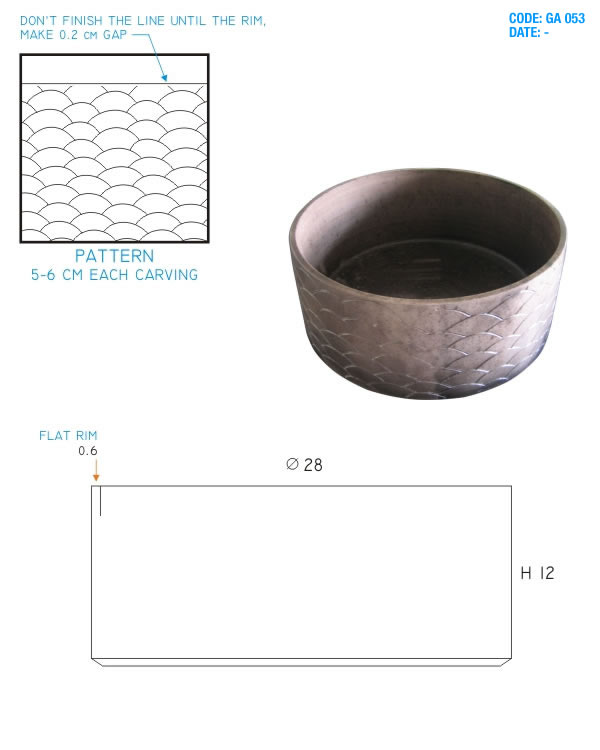 DON'T FINISH THE LINE UNTIL THE RIM,
MAKE 0.2 CM GAP
CODE: GA 053
DATE: -
PATTERN
5-6 CM EACH CARVING
FLAT RIM
0.6
∅ 28
H 12